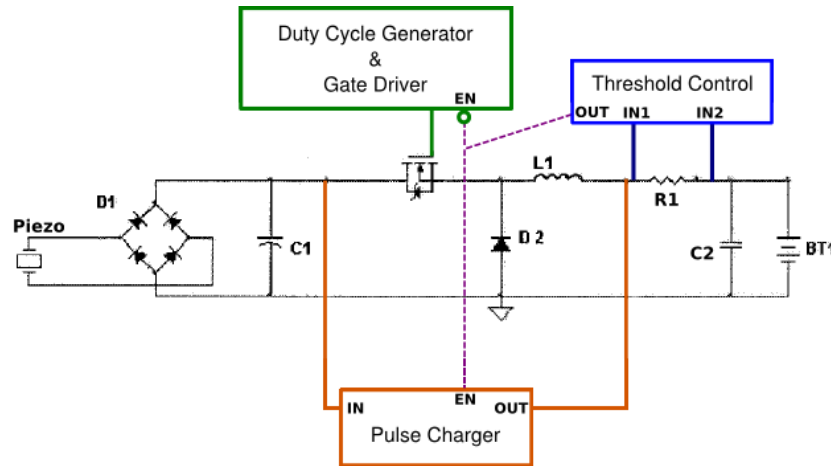 Duty Cycle Generator
&
Gate Driver
EN
Threshold Control
OUT IN1 IN2
L1
D1
R1
Piezo
C1
D2
C2
BT1
IN
EN
OUT
Pulse Charger